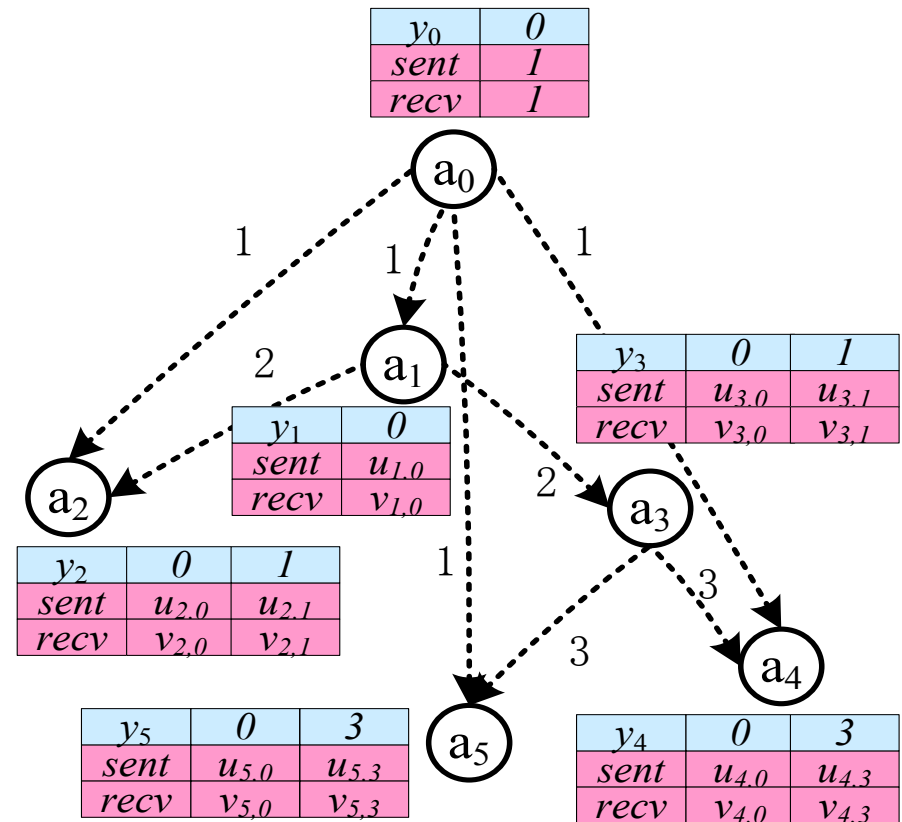 y₀ 0
sent 1
recv 1
a₀
1
1
1
a₁
2
y₃ 0 1
sent u₃.₀ u₃.₁
recv v₃,₀ v₃,₁
y₁ 0
sent u₁.₀
recv v₁,₀
a₂
2
a₃
y₂ 0 1
sent u₂.₀ u₂.₁
recv v₂,₀ v₂,₁
1
3
3
a₄
y₅ 0 3
sent u₅.₀ u₅.₃
recv v₅,₀ v₅,₃
a₅
y₄ 0 3
sent u₄.₀ u₄.₃
recv v₄.₀ v₄.₃